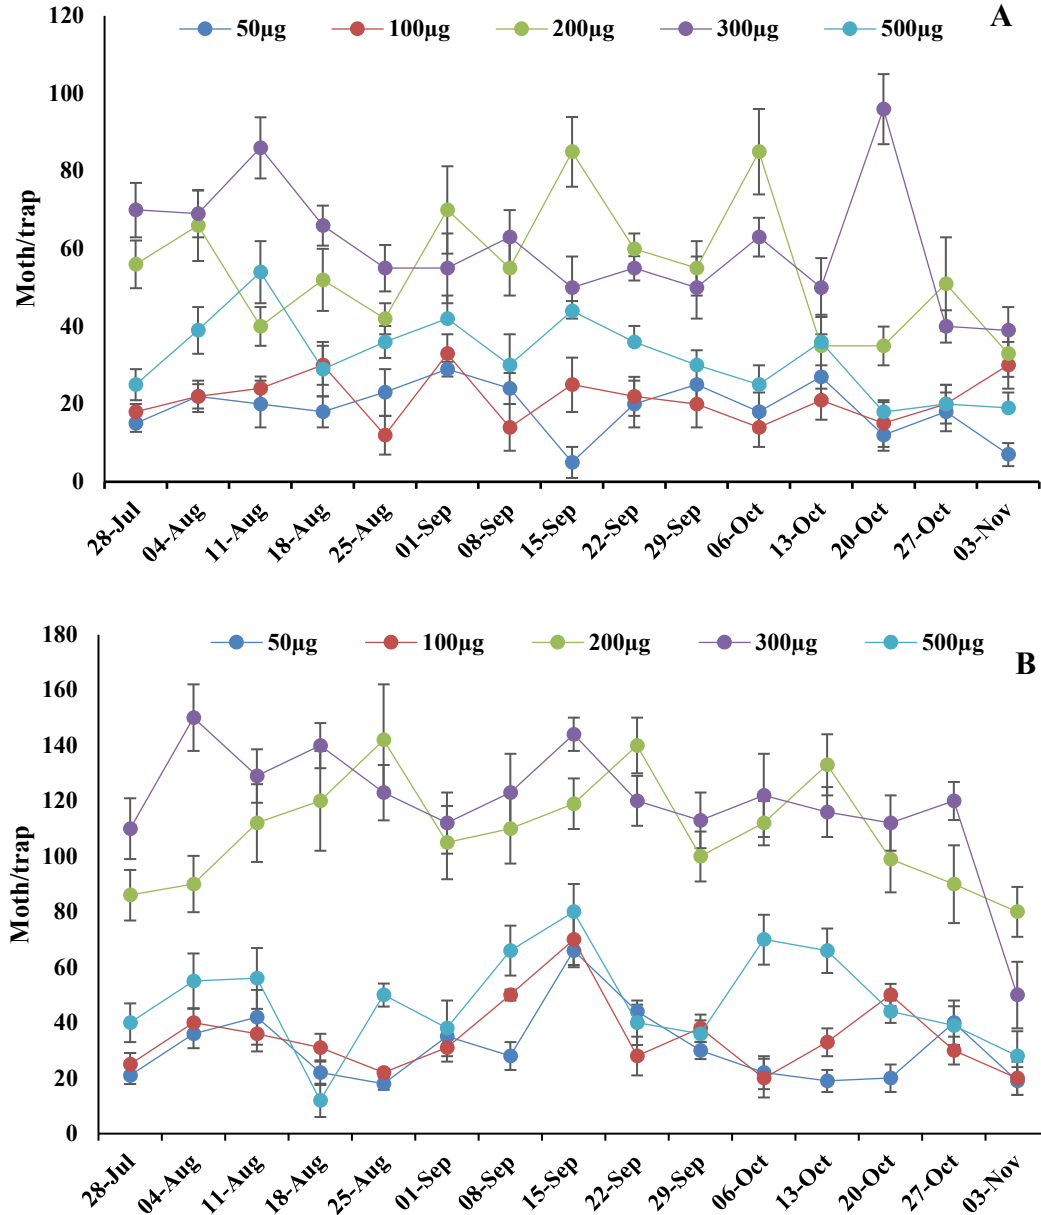 A
50µg 100µg 200µg 300µg 500µg
Moth/trap
120
100
80
60
40
20
0
28-Jul 04-Aug 11-Aug 18-Aug 25-Aug 01-Sep 08-Sep 15-Sep 22-Sep 29-Sep 06-Oct 13-Oct 20-Oct 27-Oct 03-Nov
B
50µg 100µg 200µg 300µg 500µg
Moth/trap
180
160
140
120
100
80
60
40
20
0
28-Jul 04-Aug 11-Aug 18-Aug 25-Aug 01-Sep 08-Sep 15-Sep 22-Sep 29-Sep 06-Oct 13-Oct 20-Oct 27-Oct 03-Nov